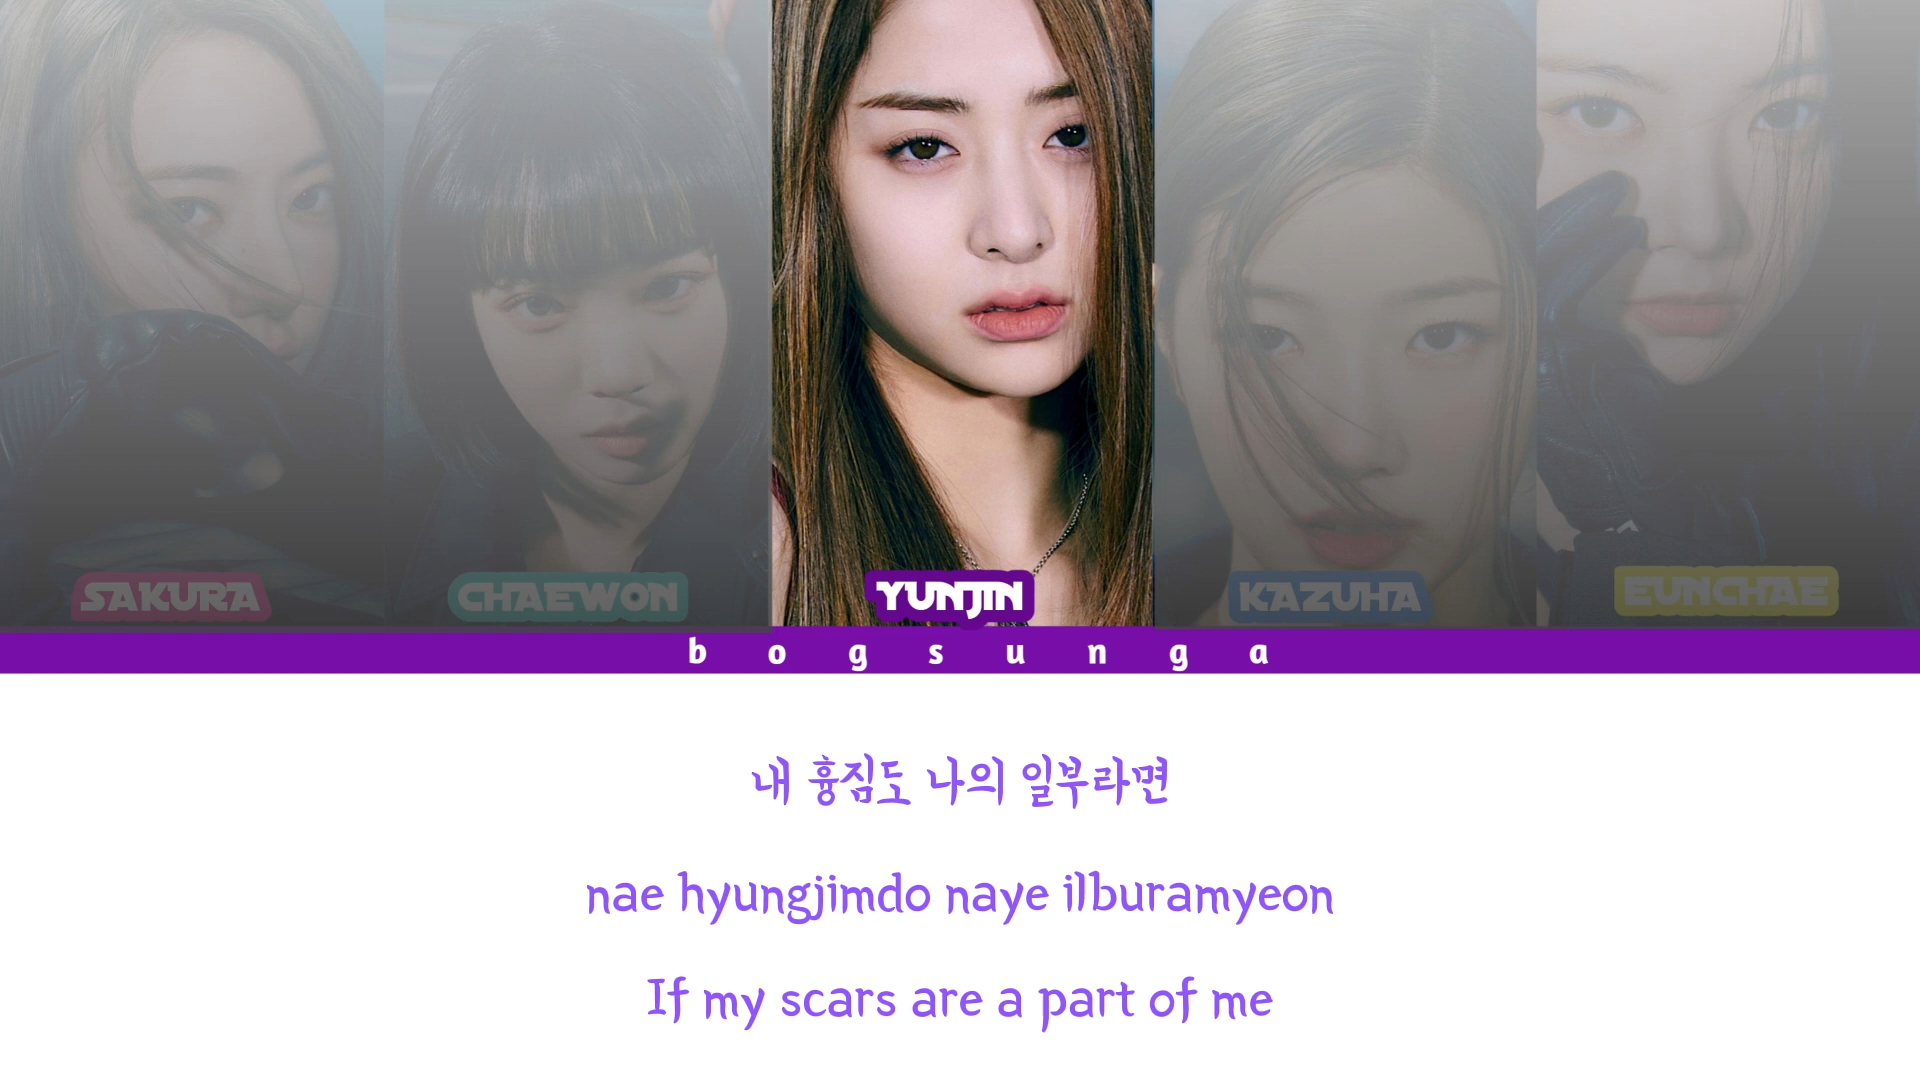 SAKURA CHAEWON YUNJIN KAZUHA EUNCHAE
bogsunga
내 흉짐도 나의 일부라면
nae hyungjimdo naye ilburamyeon
If my scars are a part of me